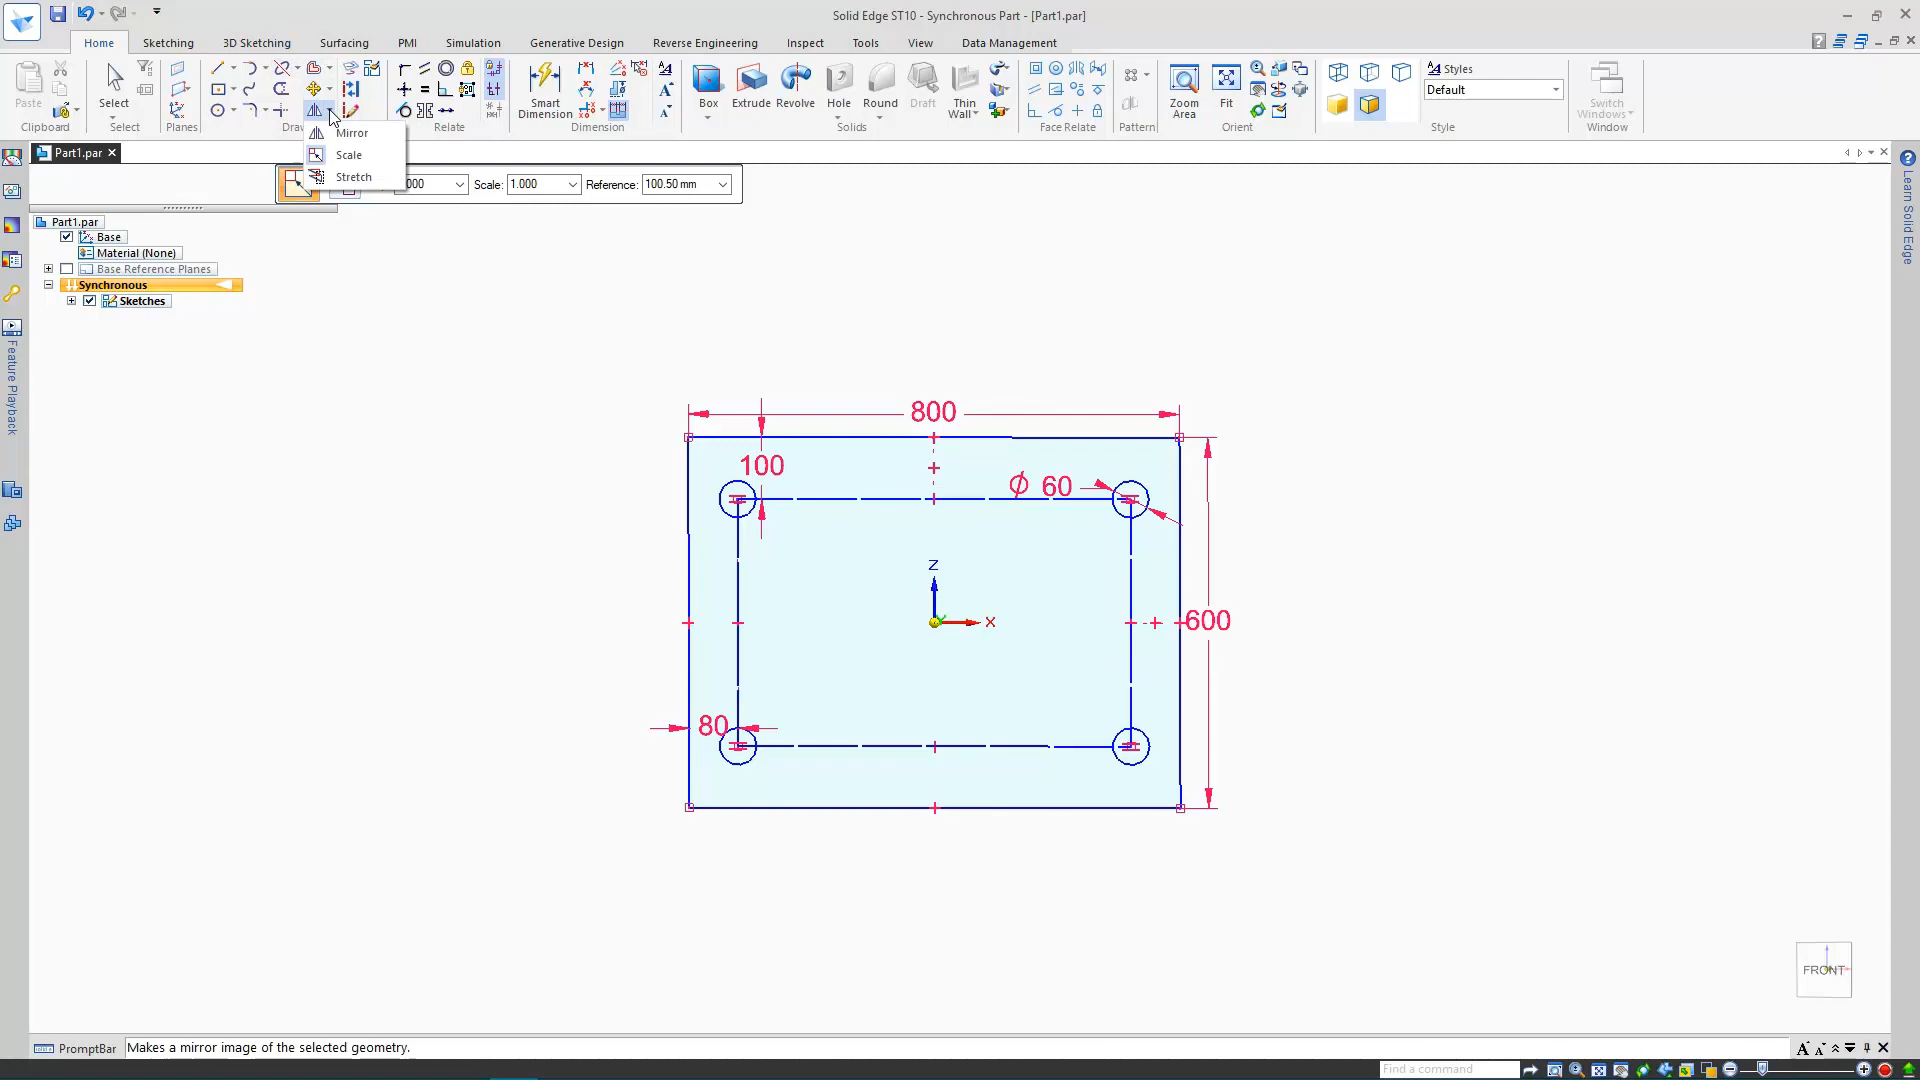 Solid Edge ST10 - Synchronous Part - [Part1.par]
Home Sketching 3D Sketching Surfacing PMI Simulation Generative Design Reverse Engineering Inspect Tools View Data Management
Paste
Clipboard
Select
Select
Planes
Draw
Relate
Smart Dimension
Dimension
Box Extrude Revolve Hole Round Draft Thin Wall
Solids
Face Relate
Pattern
Zoom Area Fit
Orient
Styles
Default
Style
Switch Windows
Window
Mirror
Scale
Stretch
Part1.par
Scale: 1.000 Reference: 100.50 mm
Part1.par
Base
Material (None)
Base Reference Planes
Synchronous
Sketches
Feature Playback
Learn Solid Edge
800
100
Ø 60
Z
X
600
80
FRONT
PromptBar Makes a mirror image of the selected geometry.
Find a command